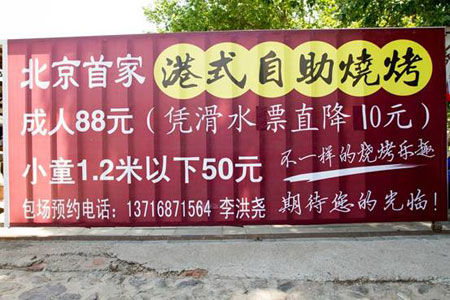 北京首家 港式自助燒烤
成人88元（凭滑水票直降10元）
小童1.2米以下50元 不一样的烧烤乐趣
包场预约电话：13716871564 李洪尧 期待您的光临！